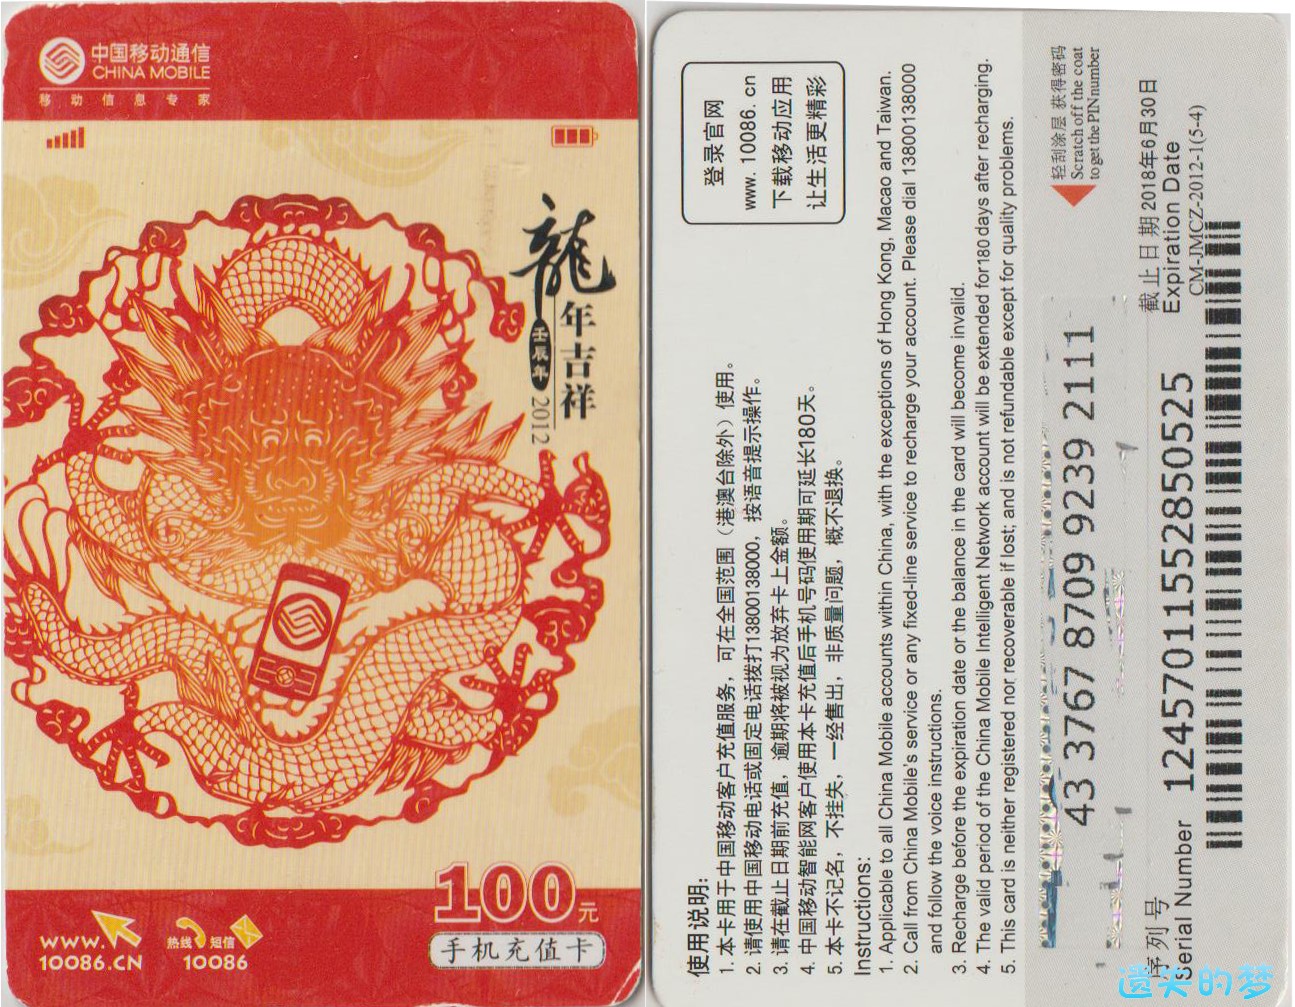 中国移动通信
CHINA MOBILE
移动信息专家
龍
年吉祥
壬辰年
2012
100元
手机充值卡
www.
10086.CN
热线 短信
10086
登录官网
www.10086.cn
下载移动应用
让生活更精彩
使用说明:
1. 本卡用于中国移动客户充值服务，可在全国范围（港澳台除外）使用。
2. 请使用中国移动电话或固定电话拨打13800138000，按语音提示操作。
3. 请在截止日期前充值，逾期将被视为放弃卡上金额。
4. 中国移动智能网客户使用本卡充值后手机号码使用期可延长180天。
5. 本卡不记名，不挂失，一经售出，非质量问题，概不退换。
Instructions:
1. Applicable to all China Mobile accounts within China, with the exceptions of Hong Kong, Macao and Taiwan.
2. Call from China Mobile's service or any fixed-line service to recharge your account. Please dial 13800138000
and follow the voice instructions.
3. Recharge before the expiration date or the balance in the card will become invalid.
4. The valid period of the China Mobile Intelligent Network account will be extended for180 days after recharging.
5. This card is neither registered nor recoverable if lost; and is not refundable except for quality problems.
轻刮涂层 获得密码
Scratch off the coat
to get the PIN number
43 3767 8709 9239 2111
截止日期 2018年6月30日
Expiration Date
CM-JMCZ-2012-1(5-4)
序列号
Serial Number 12457011552850525
遗失的梦